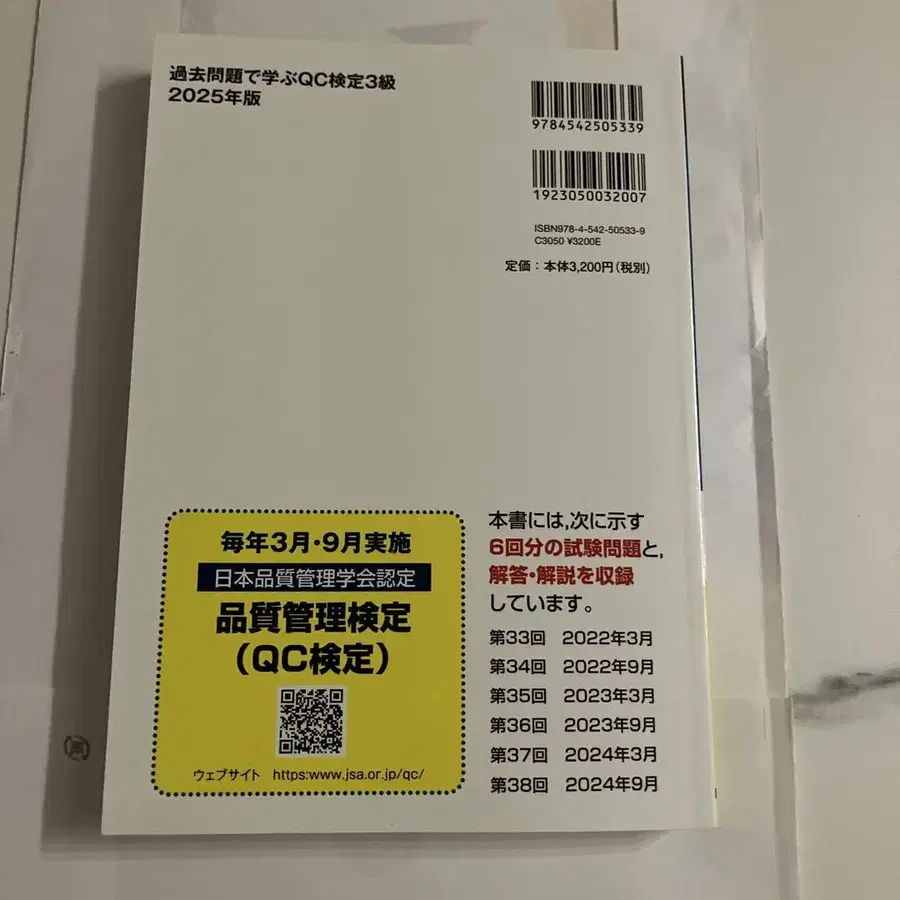 過去問題で学ぶQC検定3級
2025年版
9784542505339
1923050032007
ISBN978-4-542-50533-9
C3050 ¥3200E
定価：本体3,200円（税別）
毎年3月・9月実施
日本品質管理学会認定
品質管理検定
（QC検定）
ウェブサイト https:www.jsa.or.jp/qc/
本書には,次に示す
6回分の試験問題と,
解答・解説を収録
しています。
第33回 2022年3月
第34回 2022年9月
第35回 2023年3月
第36回 2023年9月
第37回 2024年3月
第38回 2024年9月